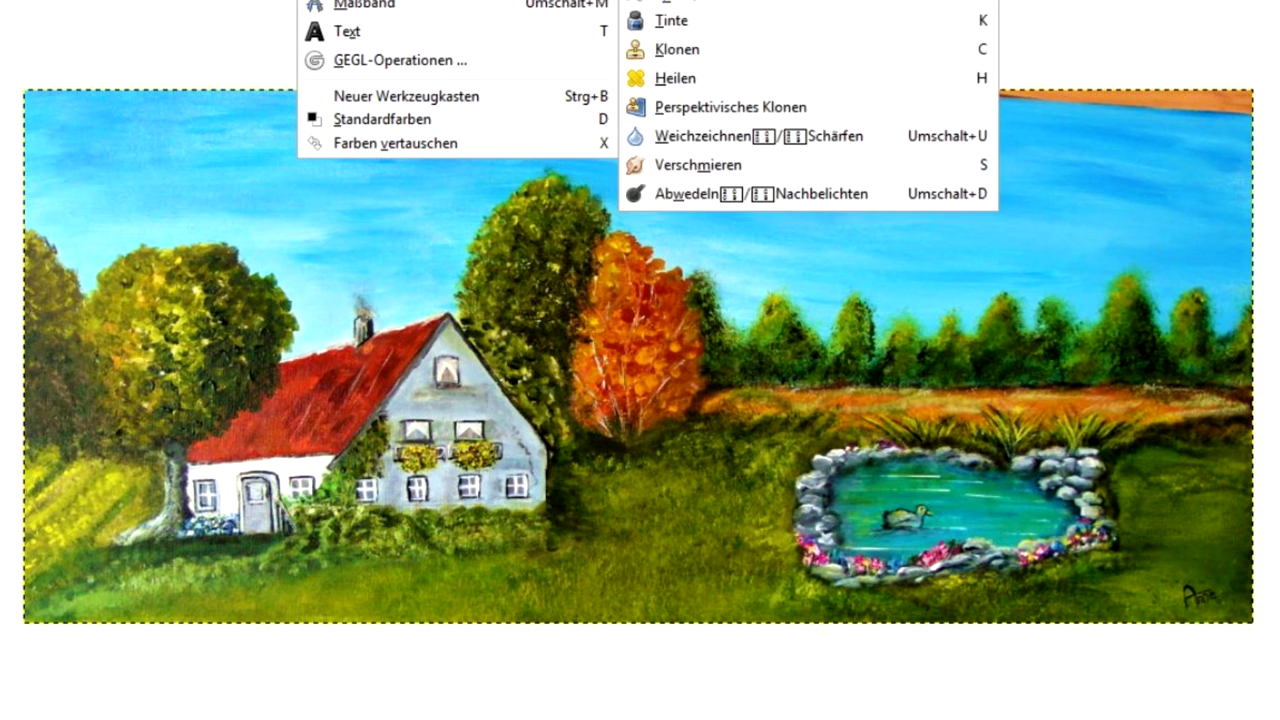 Maßband Umschalt+M
Text T
GEGL-Operationen ...
Neuer Werkzeugkasten Strg+B
Standardfarben D
Farben vertauschen X
Tinte K
Klonen C
Heilen H
Perspektivisches Klonen
Weichzeichnen/Schärfen Umschalt+U
Verschmieren S
Abwedeln/Nachbelichten Umschalt+D